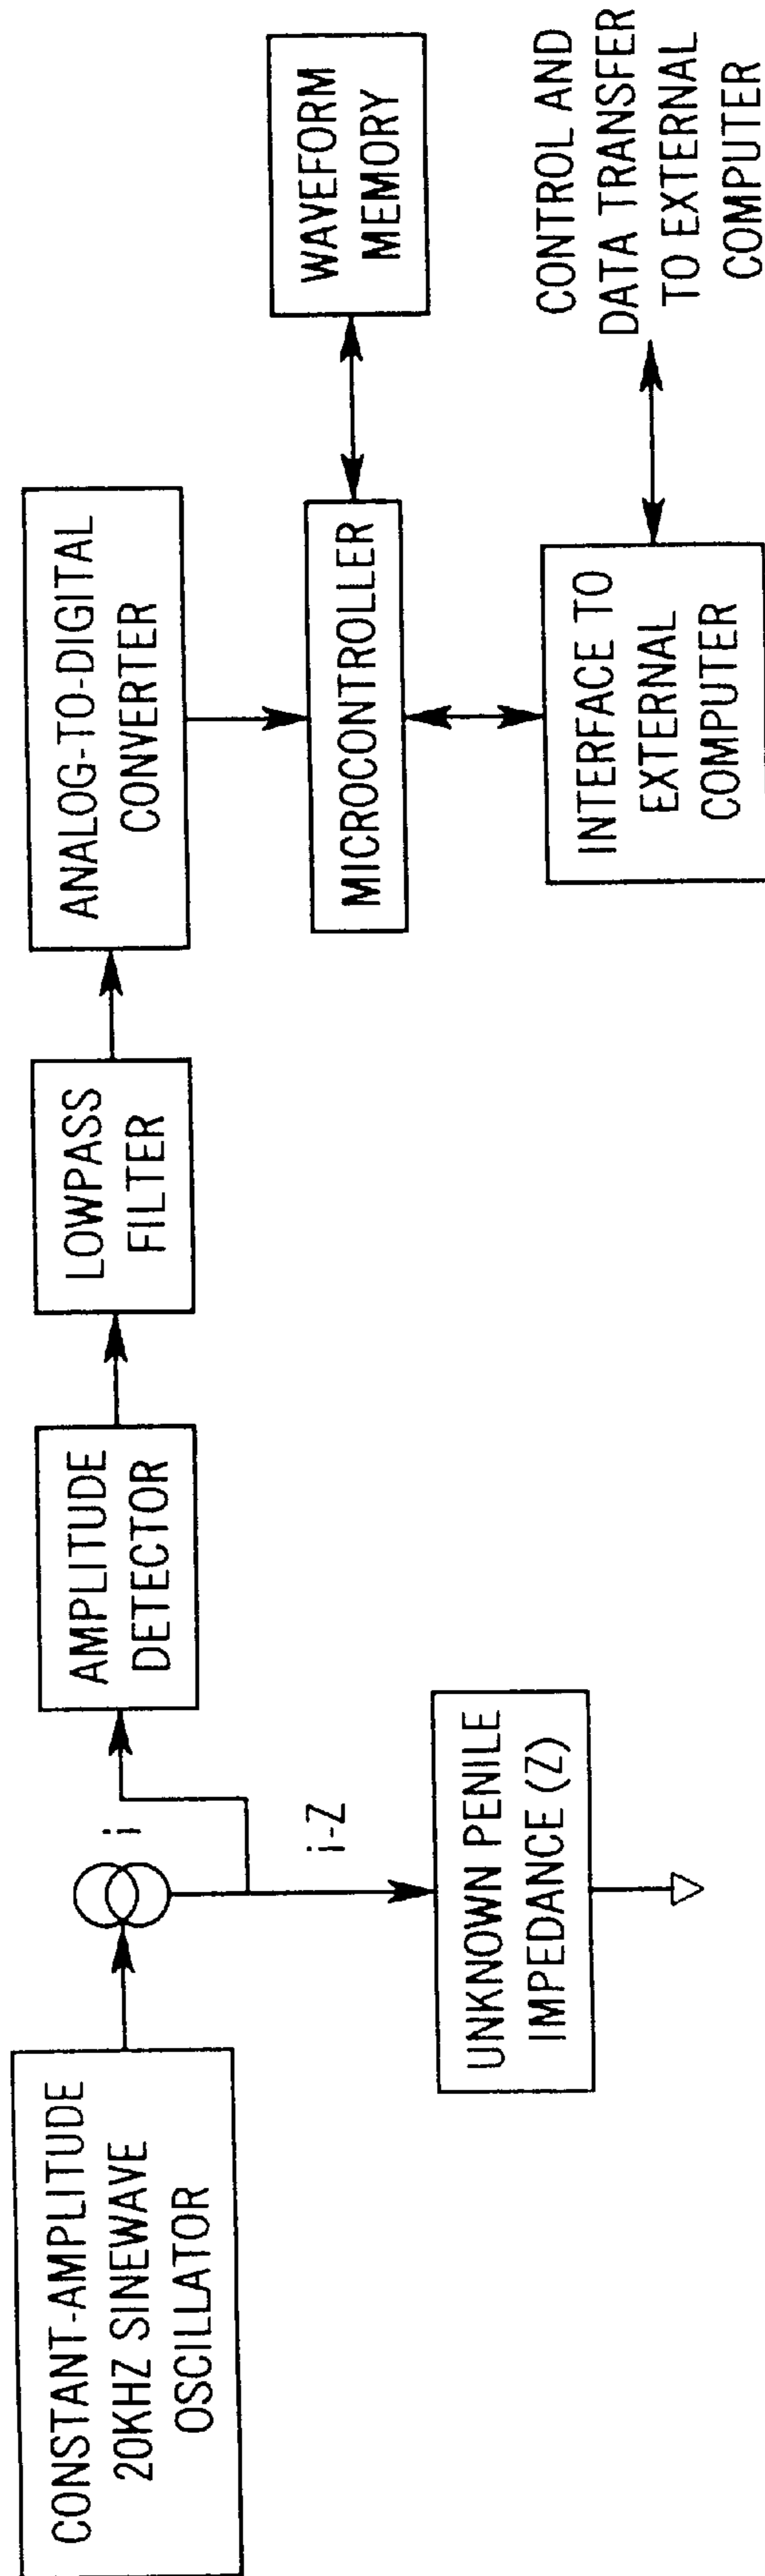 CONSTANT-AMPLITUDE
20KHZ SINEWAVE
OSCILLATOR
i
i-Z
UNKNOWN PENILE
IMPEDANCE (Z)
AMPLITUDE
DETECTOR
LOWPASS
FILTER
ANALOG-TO-DIGITAL
CONVERTER
MICROCONTROLLER
WAVEFORM
MEMORY
INTERFACE TO
EXTERNAL
COMPUTER
CONTROL AND
DATA TRANSFER
TO EXTERNAL
COMPUTER